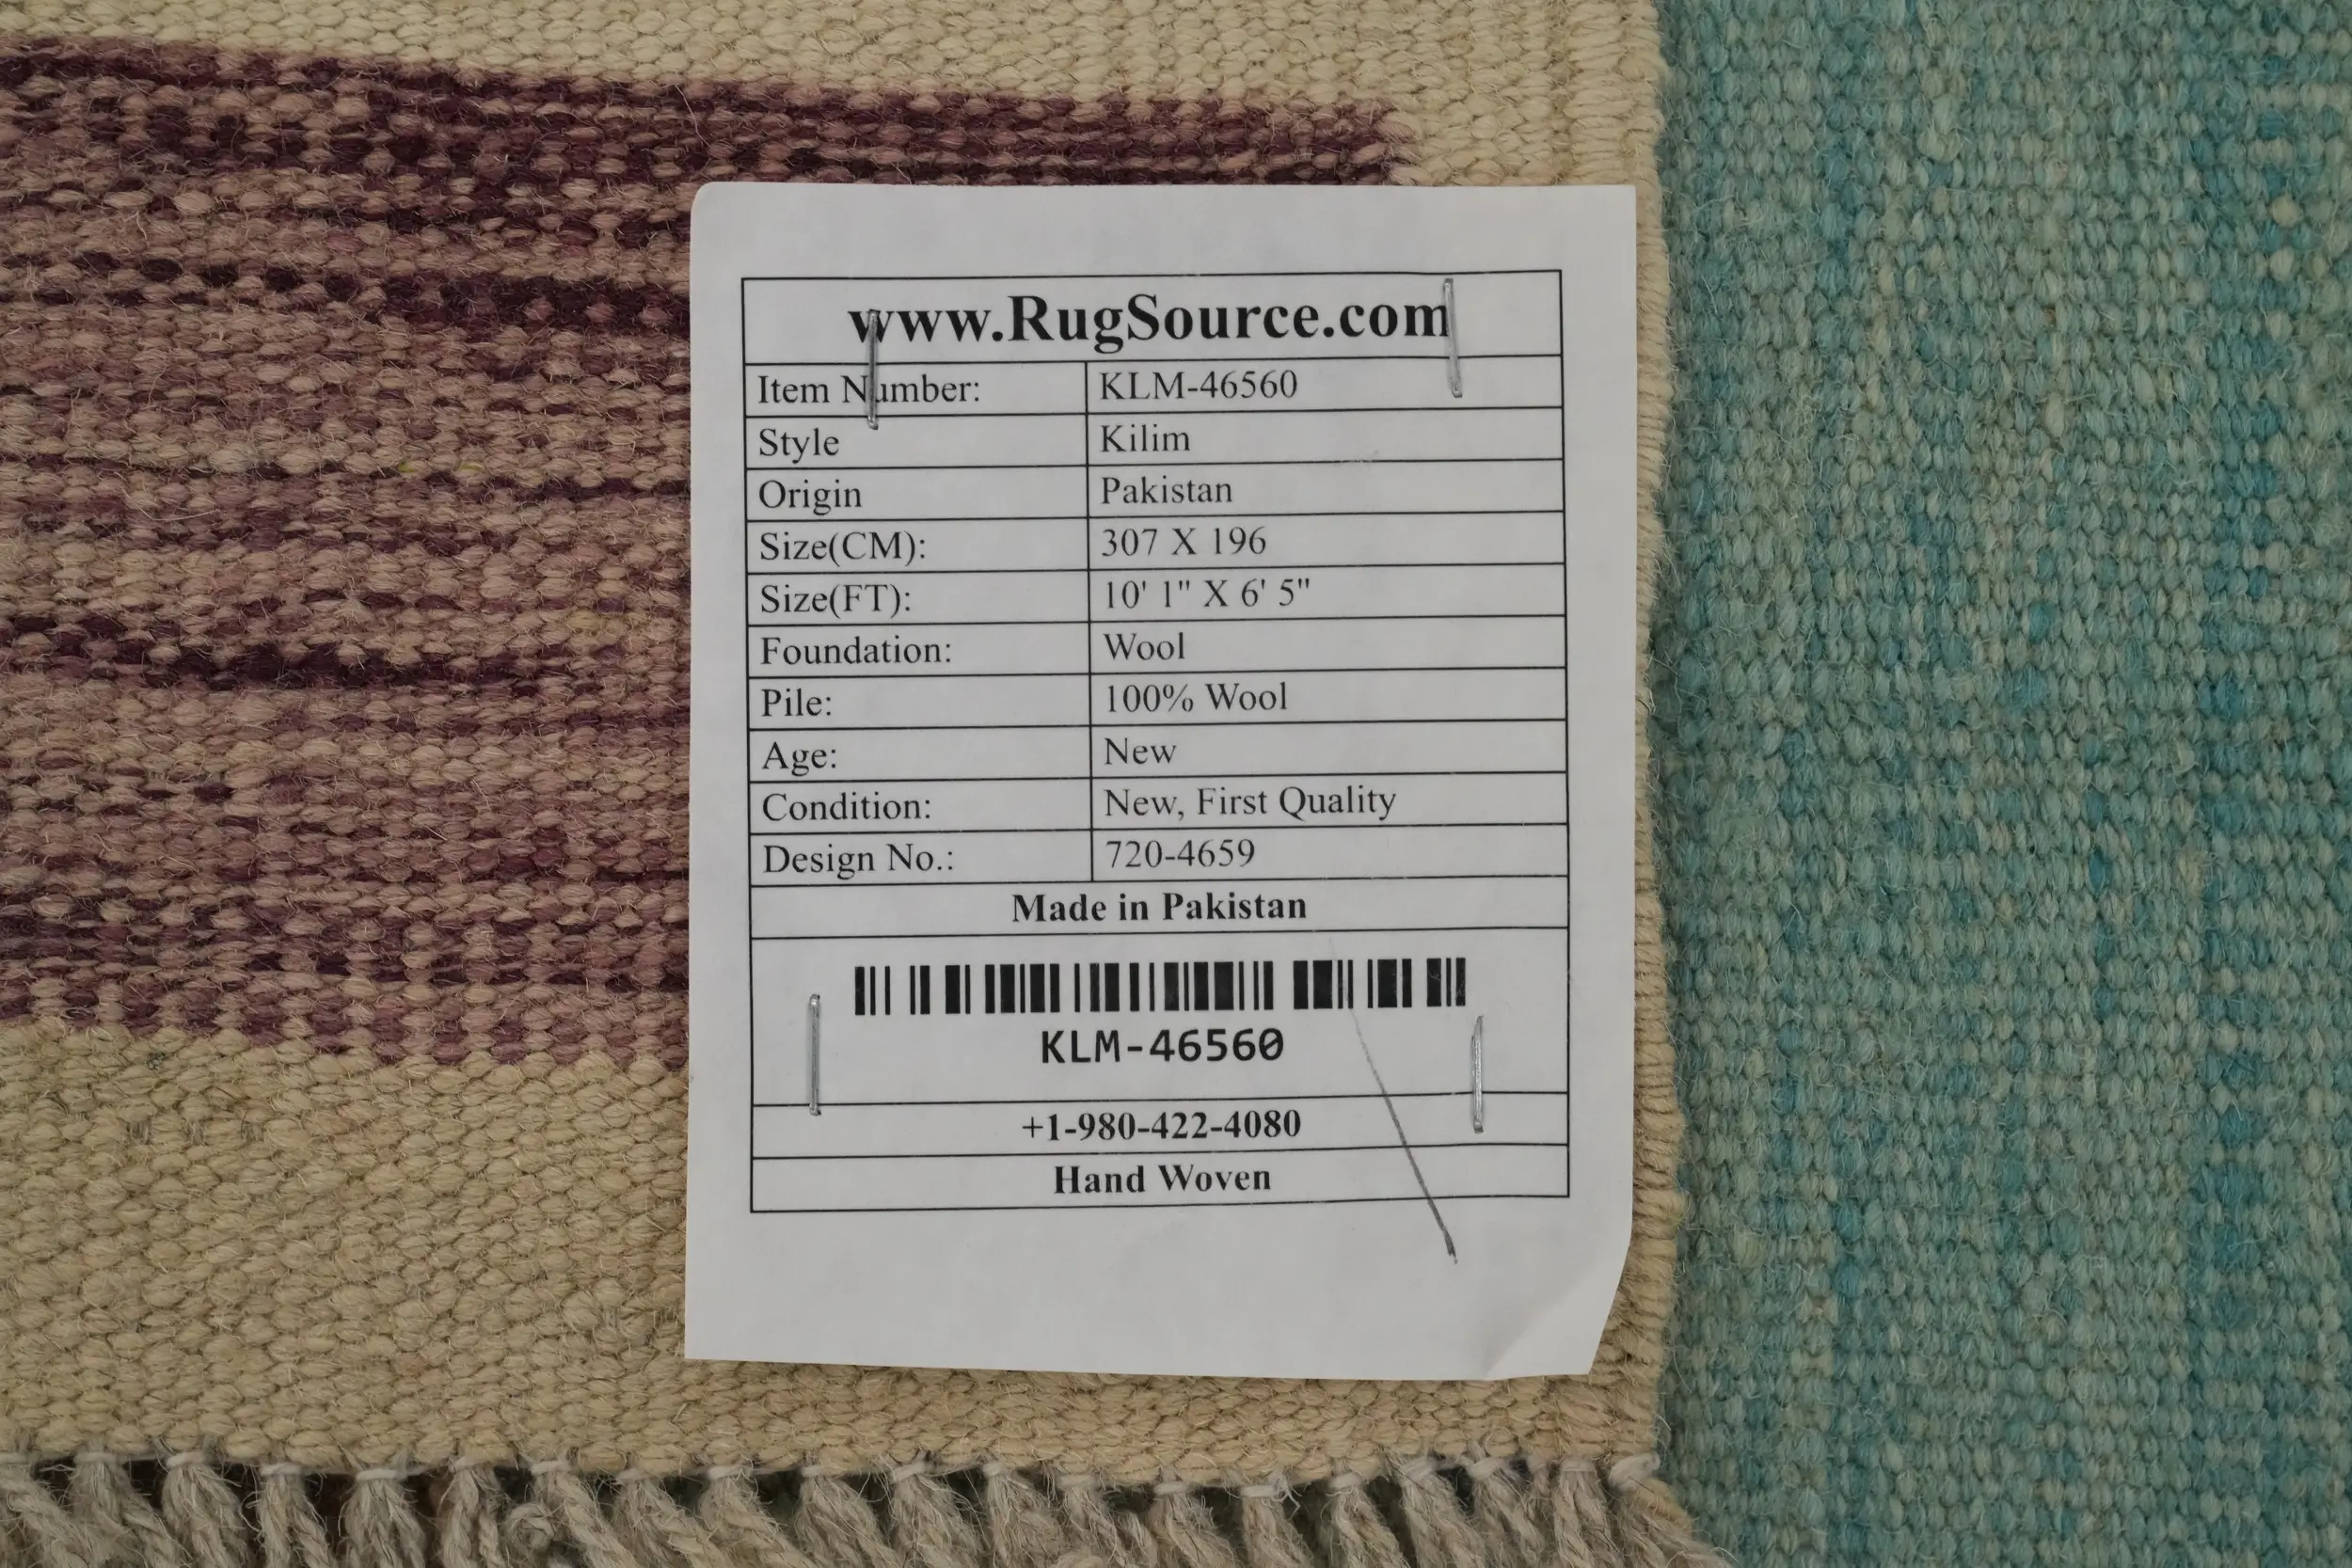 www.RugSource.com
Item Number: KLM-46560
Style Kilim
Origin Pakistan
Size(CM): 307 X 196
Size(FT): 10' 1" X 6' 5"
Foundation: Wool
Pile: 100% Wool
Age: New
Condition: New, First Quality
Design No.: 720-4659
Made in Pakistan
KLM-46560
+1-980-422-4080
Hand Woven